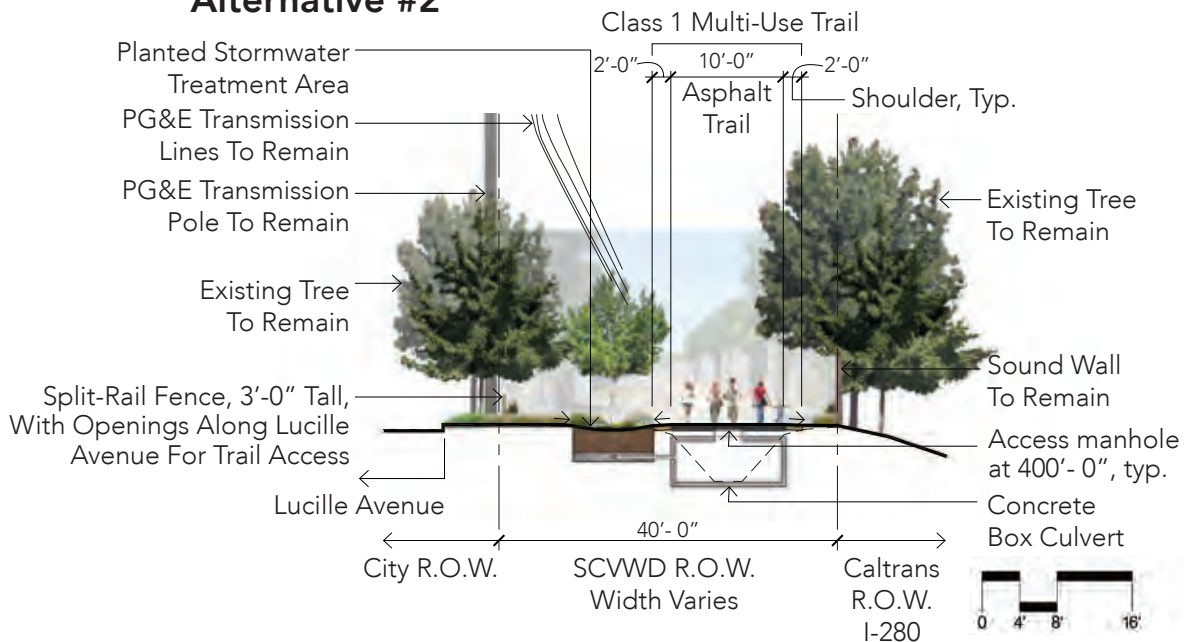 Alternative #2
Class 1 Multi-Use Trail
2'-0"
10'-0"
2'-0"
Asphalt
Trail
Shoulder, Typ.
Planted Stormwater
Treatment Area
PG&E Transmission
Lines To Remain
PG&E Transmission
Pole To Remain
Existing Tree
To Remain
Split-Rail Fence, 3'-0" Tall,
With Openings Along Lucille
Avenue For Trail Access
Lucille Avenue
Existing Tree
To Remain
Sound Wall
To Remain
Access manhole
at 400'- 0", typ.
Concrete
Box Culvert
40'- 0"
City R.O.W.
SCVWD R.O.W.
Width Varies
Caltrans
R.O.W.
I-280
0' 4' 8' 16'